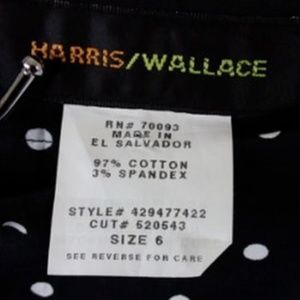 HARRIS/WALLACE
RN# 70093
MADE IN
EL SALVADOR
97% COTTON
3% SPANDEX
STYLE# 429477422
CUT# 520543
SIZE 6
SEE REVERSE FOR CARE